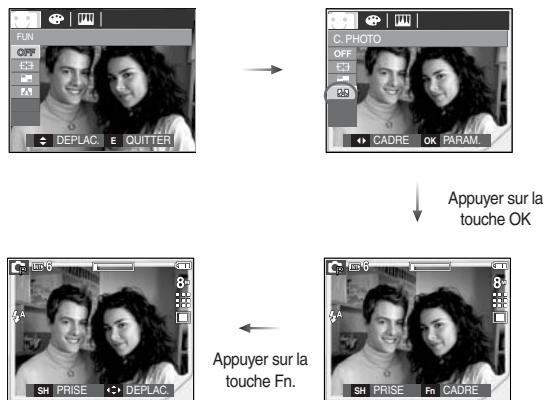 FUN
OFF
DEPLAC. E QUITTER
C. PHOTO
OFF
CADRE OK PARAM.
Appuyer sur la
touche OK
6
8
SH PRISE DEPLAC.
Appuyer sur la
touche Fn.
6
8
SH PRISE Fn CADRE